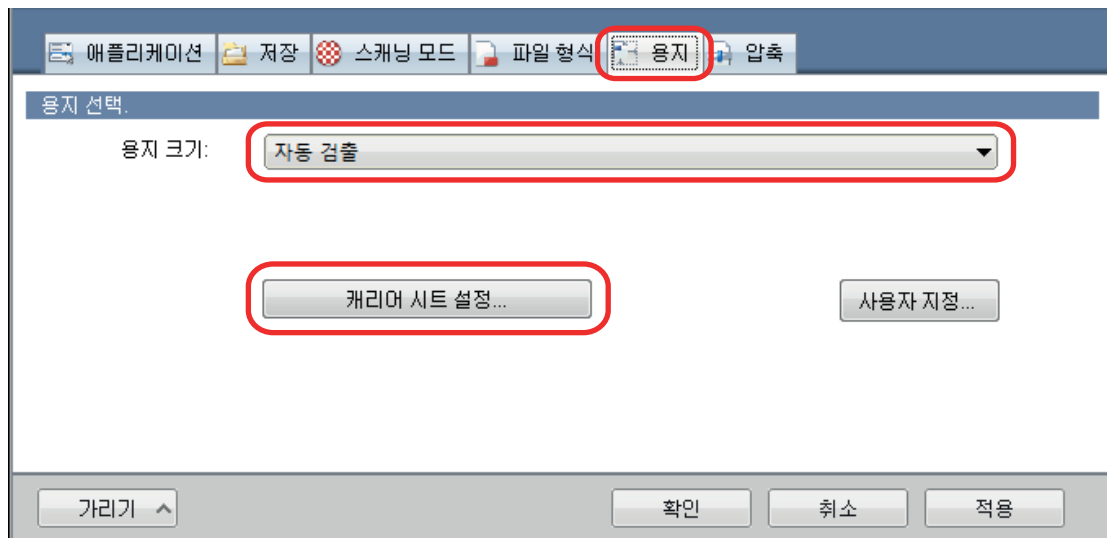 애플리케이션 저장 스캐닝 모드 파일 형식 용지 압축
용지 선택.
용지 크기: 자동 검출
캐리어 시트 설정... 사용자 지정...
가리기 확인 취소 적용